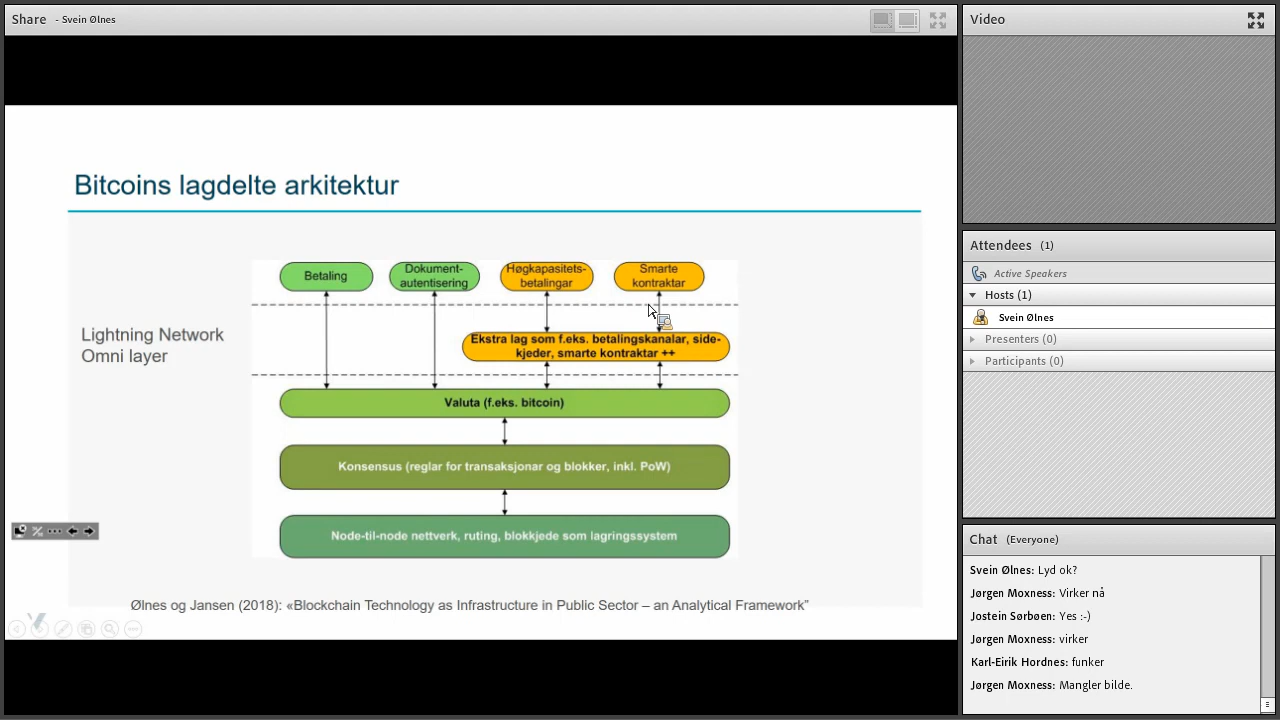 Share - Svein Ølnes
Bitcoins lagdelte arkitektur
Betaling
Dokument-
autentisering
Høgkapasitets-
betalingar
Smarte
kontraktar
Lightning Network
Omni layer
Ekstra lag som f.eks. betalingskanalar, side-
kjeder, smarte kontraktar ++
Valuta (f.eks. bitcoin)
Konsensus (reglar for transaksjonar og blokker, inkl. PoW)
Node-til-node nettverk, ruting, blokkjede som lagringssystem
Ølnes og Jansen (2018): «Blockchain Technology as Infrastructure in Public Sector – an Analytical Framework”
Video
Attendees (1)
Active Speakers
Hosts (1)
Svein Ølnes
Presenters (0)
Participants (0)
Chat (Everyone)
Svein Ølnes: Lyd ok?
Jørgen Moxness: Virker nå
Jostein Sørbøen: Yes :-)
Jørgen Moxness: virker
Karl-Eirik Hordnes: funker
Jørgen Moxness: Mangler bilde.